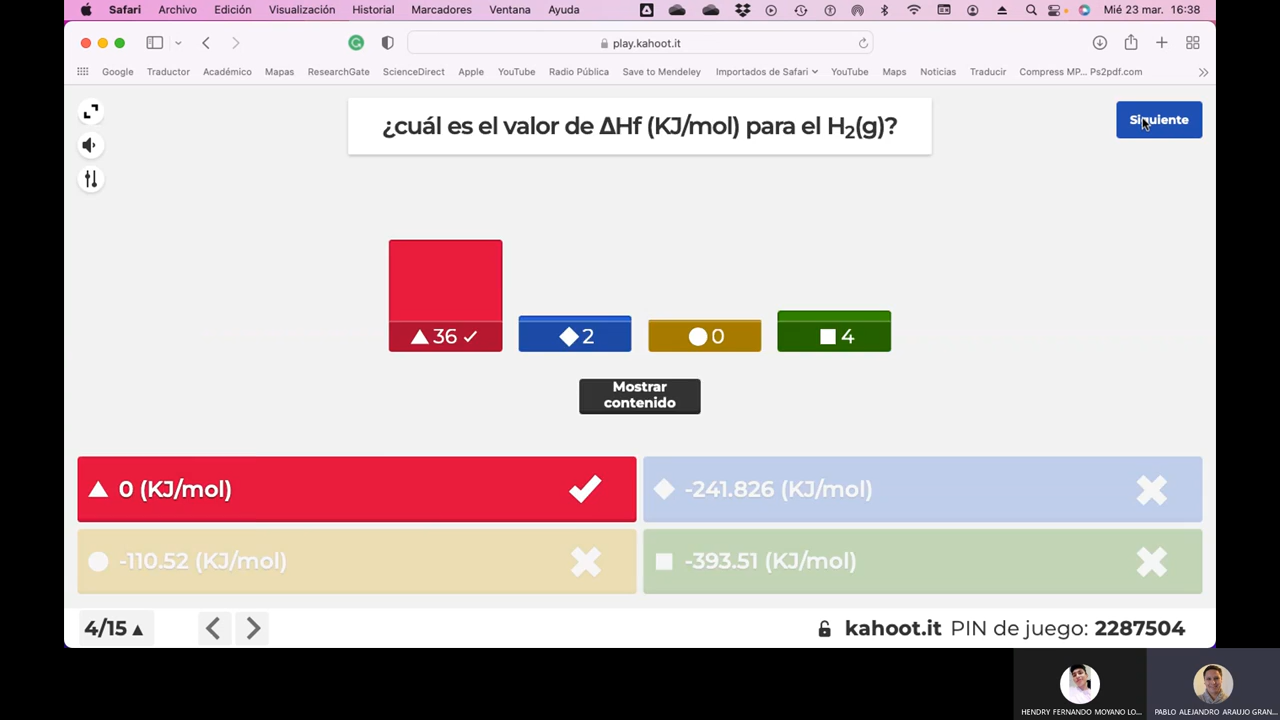 Safari Archivo Edición Visualización Historial Marcadores Ventana Ayuda Mié 23 mar. 16:38
play.kahoot.it
Google Traductor Académico Mapas ResearchGate ScienceDirect Apple YouTube Radio Pública Save to Mendeley Importados de Safari YouTube Maps Noticias Traducir Compress MP... Ps2pdf.com
¿cuál es el valor de ΔHf (KJ/mol) para el H₂(g)?
Siguiente
36 2 0 4
Mostrar
contenido
0 (KJ/mol)
-241.826 (KJ/mol)
-110.52 (KJ/mol)
-393.51 (KJ/mol)
4/15
kahoot.it PIN de juego: 2287504
HENDRY FERNANDO MOYANO LO... PABLO ALEJANDRO ARAUJO GRAN...